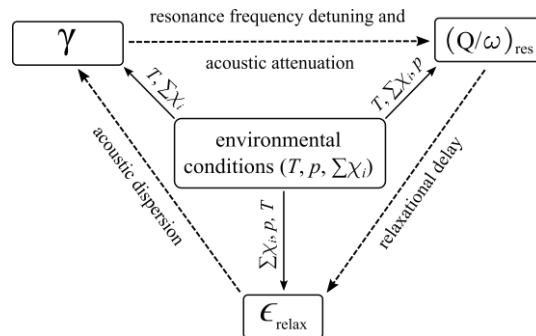 resonance frequency detuning and
γ
(Q/ω)res
acoustic attenuation
T, ∑χi
T, ∑χi, p
environmental
conditions (T, p, ∑χi)
acoustic dispersion
∑χi, p, T
relaxational delay
ϵrelax